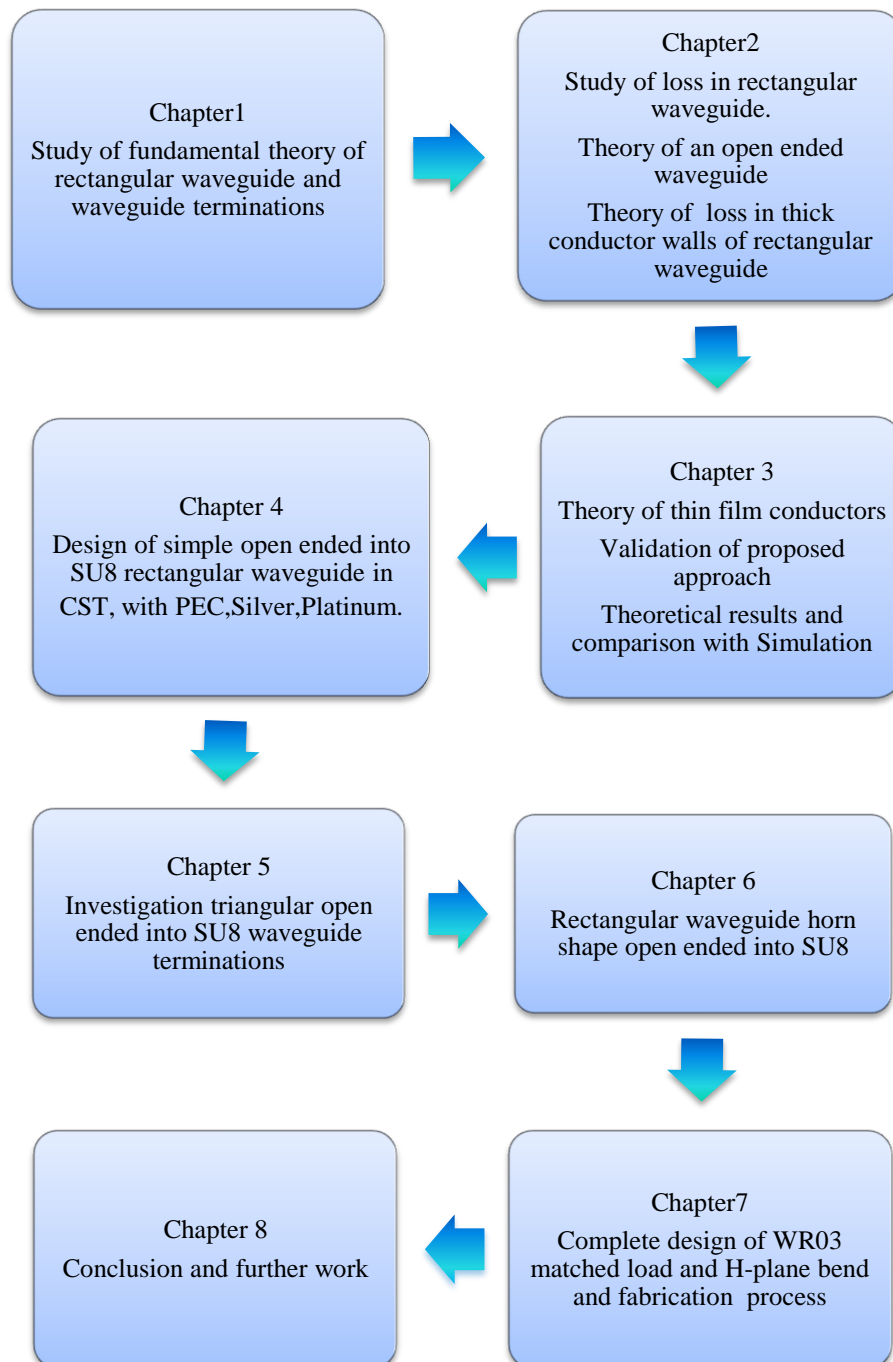 Chapter1
Study of fundamental theory of
rectangular waveguide and
waveguide terminations
Chapter2
Study of loss in rectangular
waveguide.
Theory of an open ended
waveguide
Theory of loss in thick
conductor walls of rectangular
waveguide
Chapter 3
Theory of thin film conductors
Validation of proposed
approach
Theoretical results and
comparison with Simulation
Chapter 4
Design of simple open ended into
SU8 rectangular waveguide in
CST, with PEC,Silver,Platinum.
Chapter 5
Investigation triangular open
ended into SU8 waveguide
terminations
Chapter 6
Rectangular waveguide horn
shape open ended into SU8
Chapter7
Complete design of WR03
matched load and H-plane bend
and fabrication process
Chapter 8
Conclusion and further work